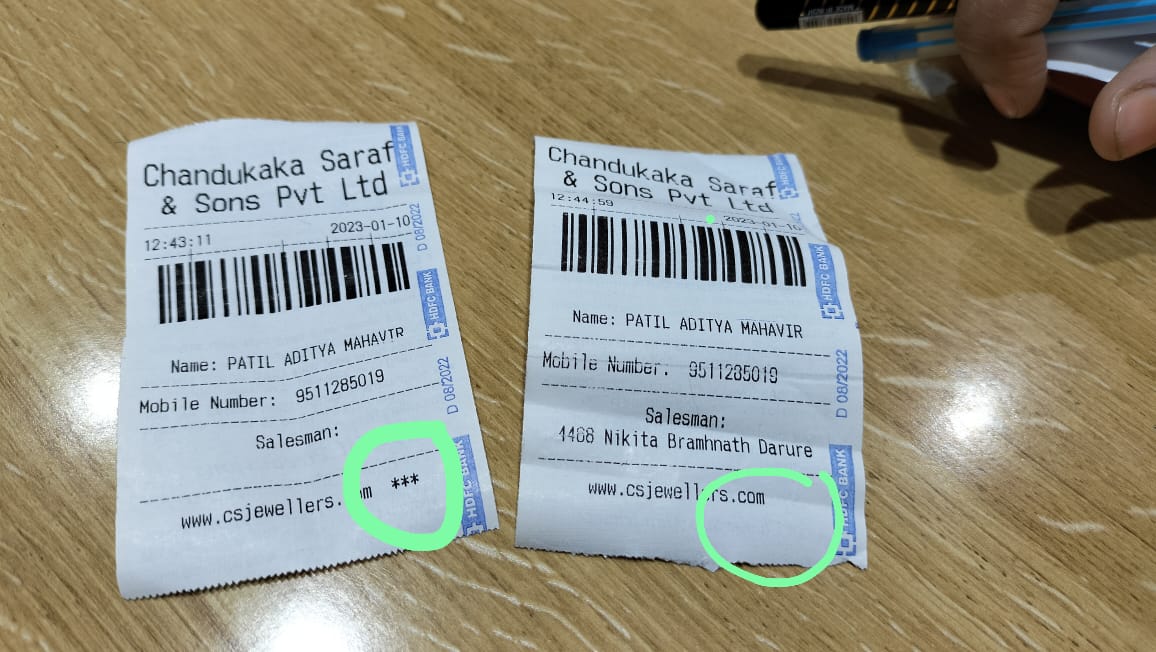 Chandukaka Saraf
& Sons Pvt Ltd
12:43:11 2023-01-10
Name: PATIL ADITYA MAHAVIR
Mobile Number: 9511285019
Salesman:
www.csjewellers.com ***
HDFC BANK
D 08/2022
HDFC BANK
D 08/2022
HDFC BANK
Chandukaka Saraf
& Sons Pvt Ltd
12:44:59 2023-01-10
Name: PATIL ADITYA MAHAVIR
Mobile Number: 9511285019
Salesman:
4468 Nikita Bramhnath Darure
www.csjewellers.com
HDFC BANK
HDFC BANK
D 08/2022
HDFC BANK